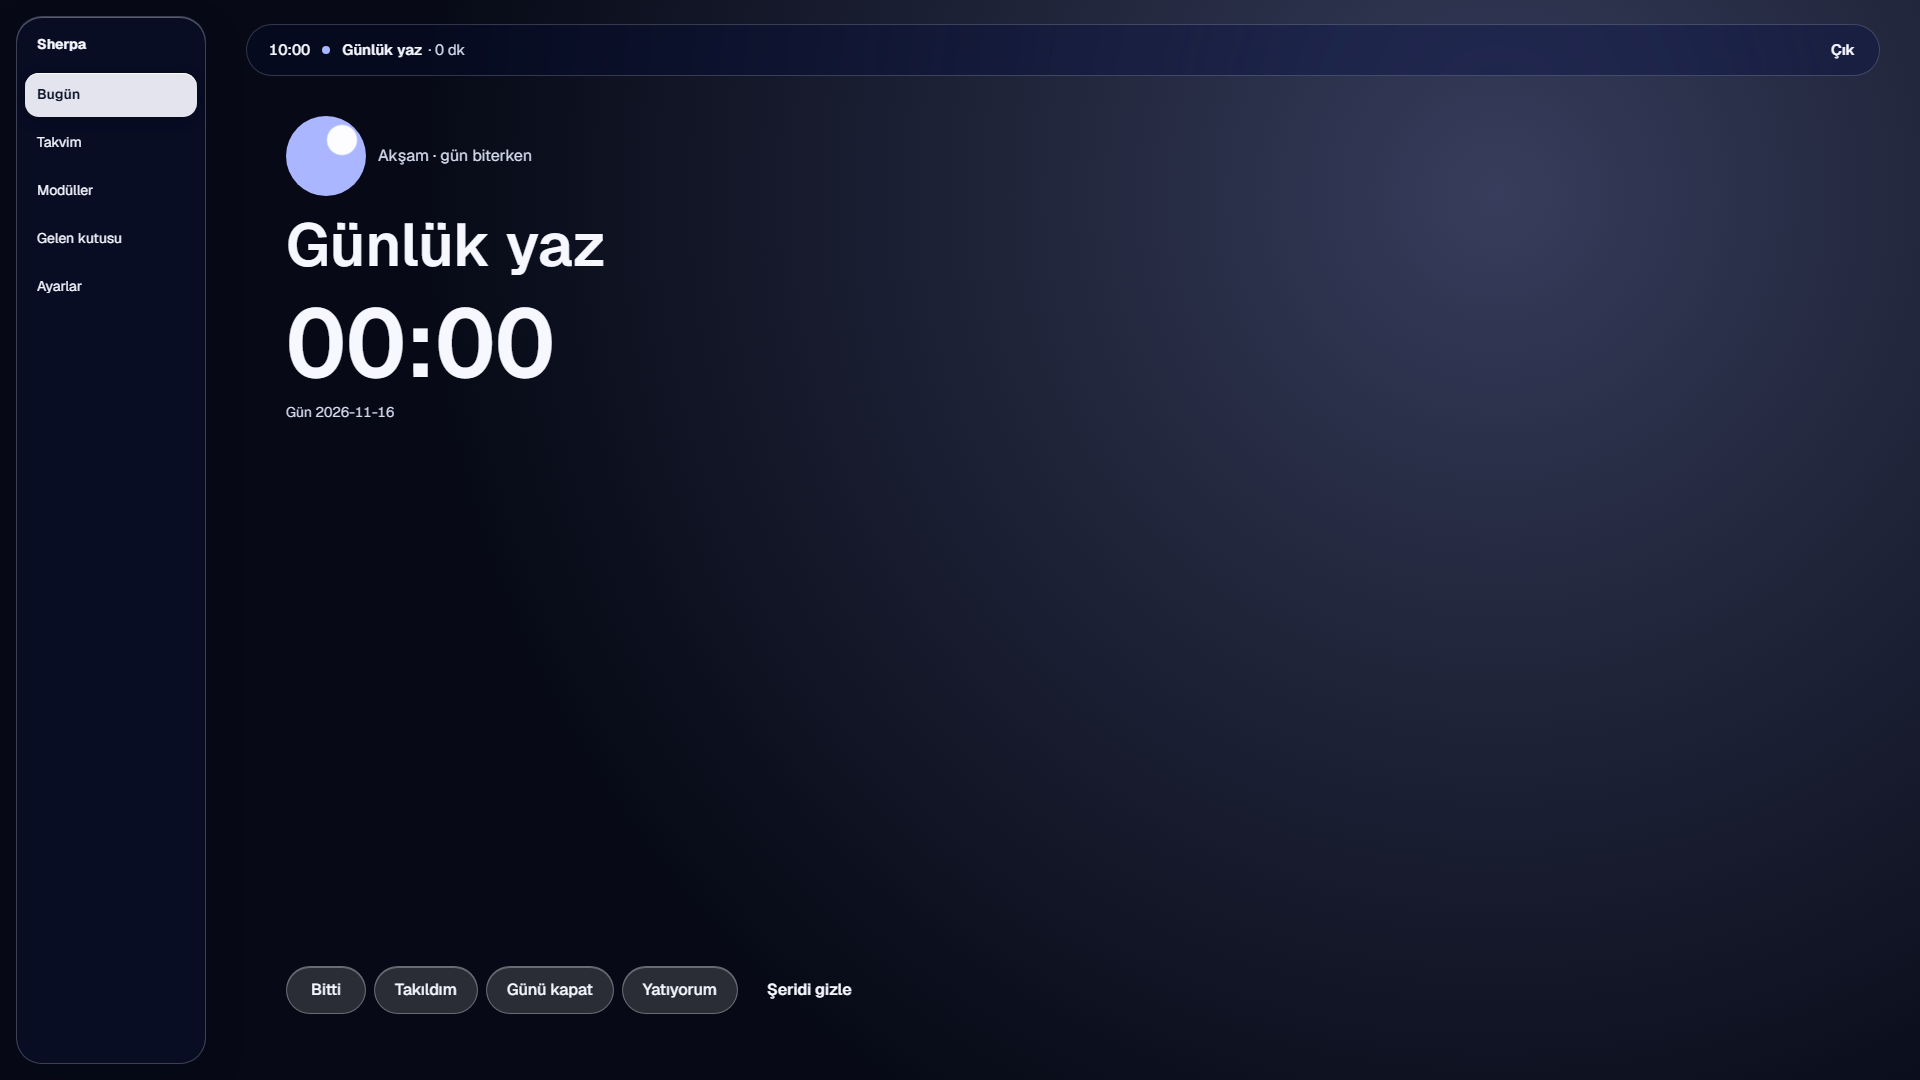 Sherpa
Bugün
Takvim
Modüller
Gelen kutusu
Ayarlar
10:00 Günlük yaz · 0 dk Çık
Akşam · gün biterken
Günlük yaz
00:00
Gün 2026-11-16
Bitti Takıldım Günü kapat Yatıyorum Şeridi gizle